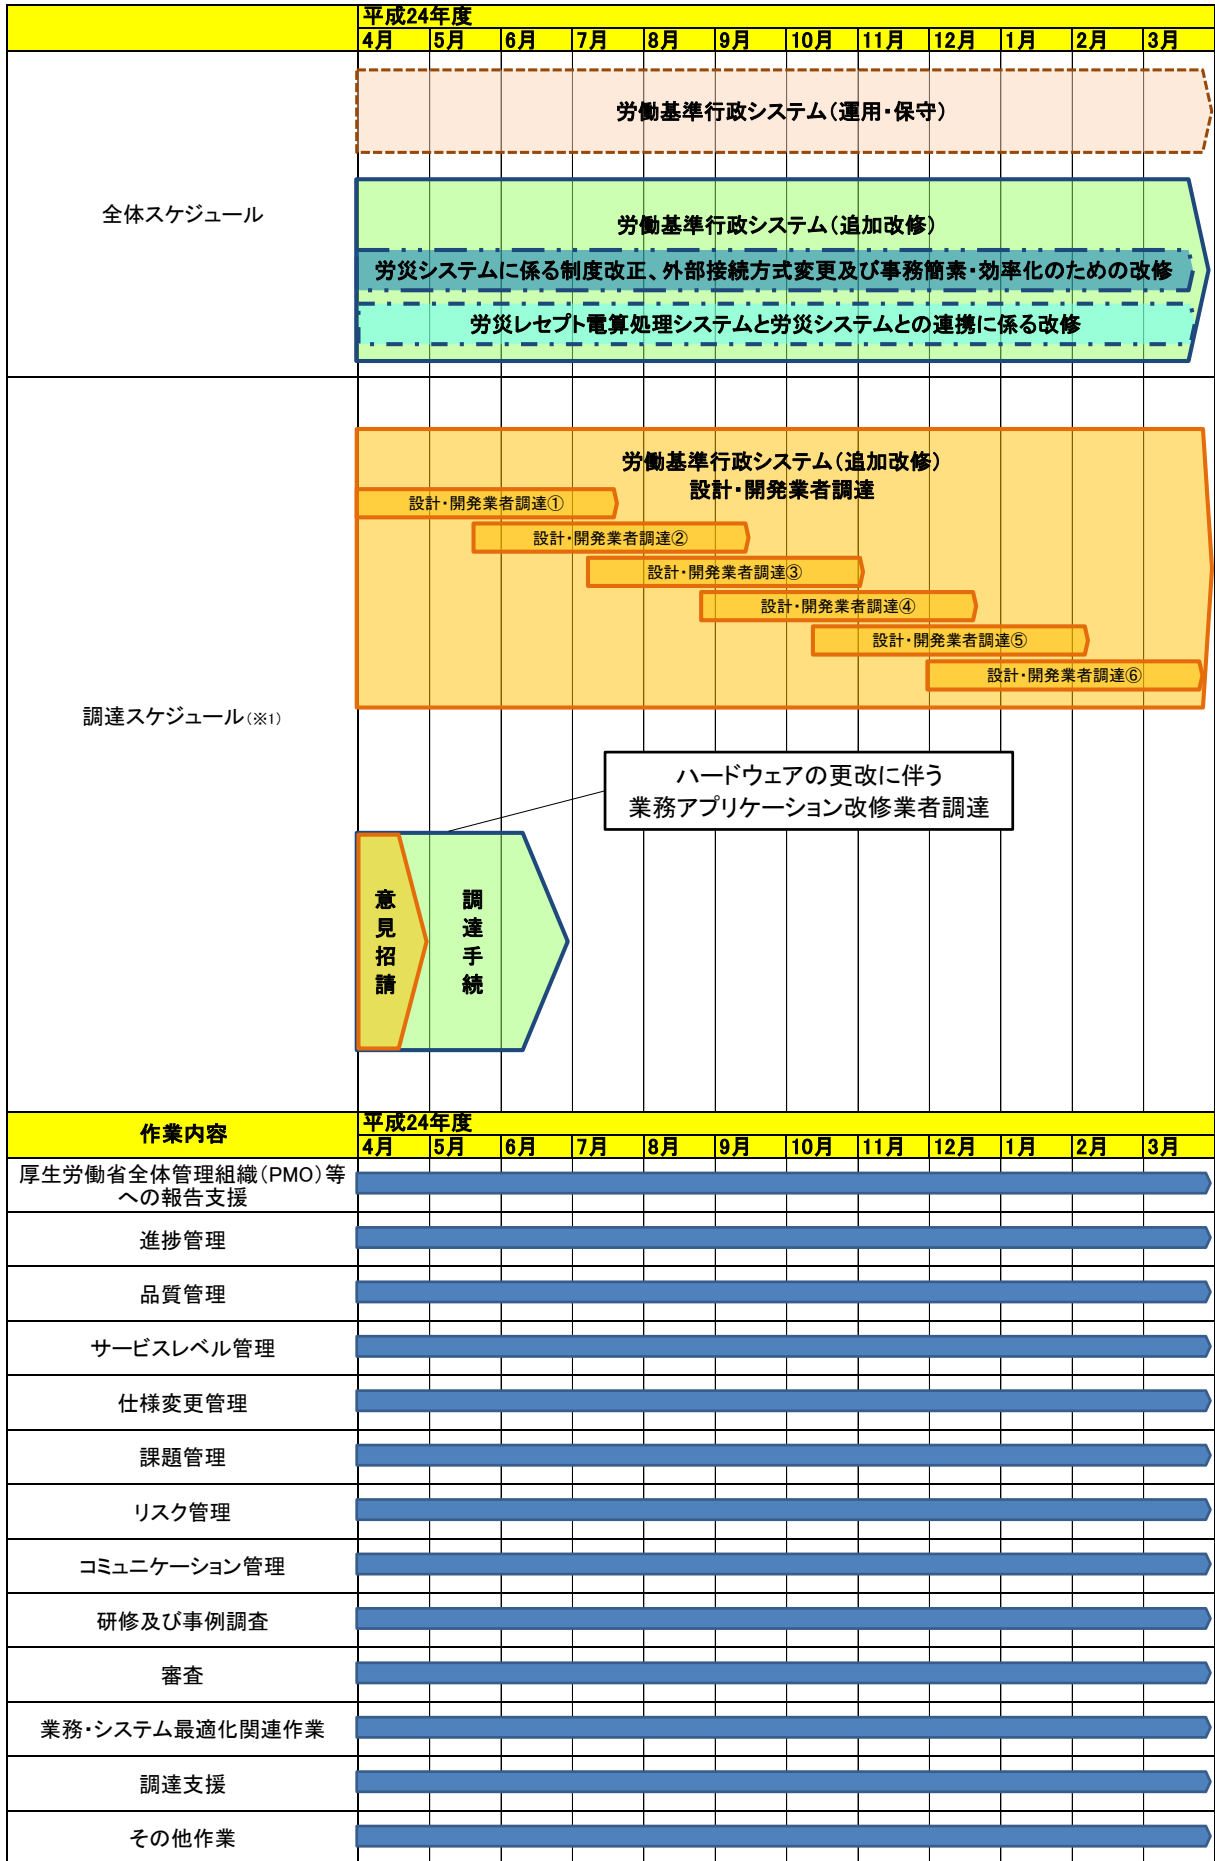 平成24年度
4月 5月 6月 7月 8月 9月 10月 11月 12月 1月 2月 3月
労働基準行政システム（運用・保守）
全体スケジュール
労働基準行政システム（追加改修）
労災システムに係る制度改正、外部接続方式変更及び事務簡素・効率化のための改修
労災レセプト電算処理システムと労災システムとの連携に係る改修
労働基準行政システム（追加改修）
設計・開発業者調達
設計・開発業者調達①
設計・開発業者調達②
設計・開発業者調達③
設計・開発業者調達④
設計・開発業者調達⑤
設計・開発業者調達⑥
調達スケジュール（※1）
ハードウェアの更改に伴う
業務アプリケーション改修業者調達
意見招請
調達手続
作業内容
平成24年度
4月 5月 6月 7月 8月 9月 10月 11月 12月 1月 2月 3月
厚生労働省全体管理組織（PMO）等
への報告支援
進捗管理
品質管理
サービスレベル管理
仕様変更管理
課題管理
リスク管理
コミュニケーション管理
研修及び事例調査
審査
業務・システム最適化関連作業
調達支援
その他作業